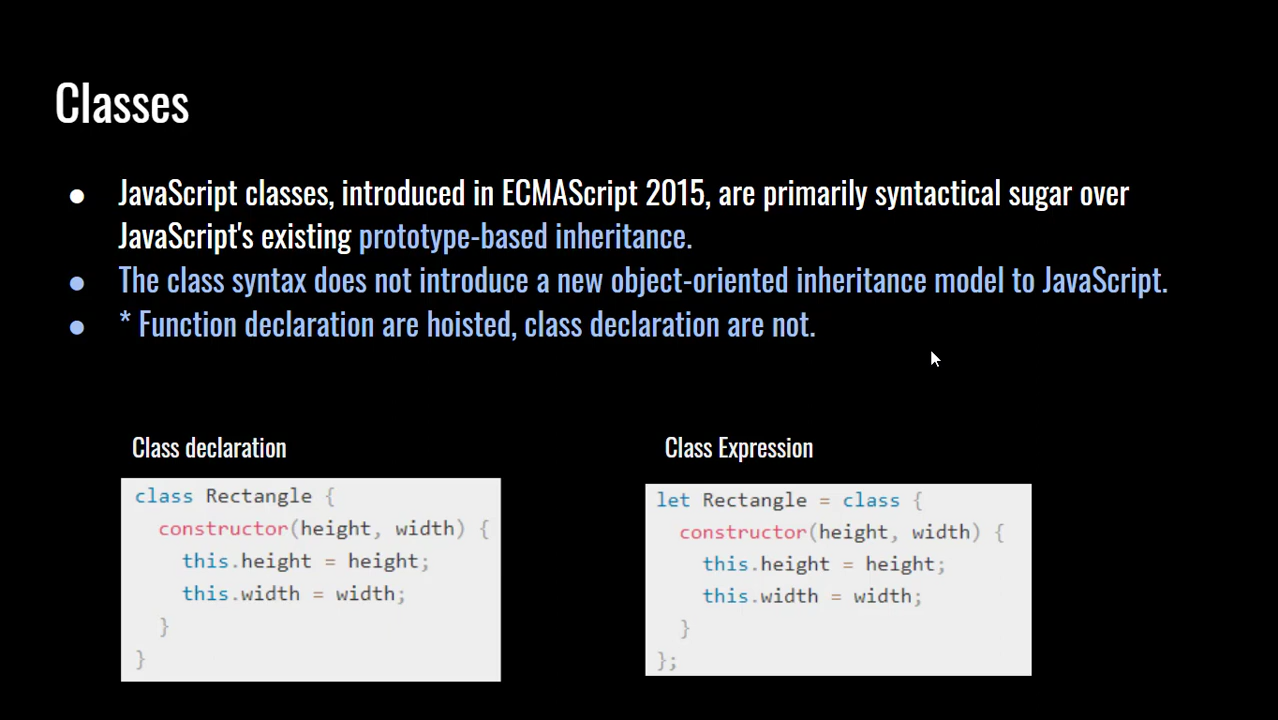 Classes
JavaScript classes, introduced in ECMAScript 2015, are primarily syntactical sugar over
JavaScript's existing prototype-based inheritance.
The class syntax does not introduce a new object-oriented inheritance model to JavaScript.
* Function declaration are hoisted, class declaration are not.
Class declaration
class Rectangle {
  constructor(height, width) {
    this.height = height;
    this.width = width;
  }
}
Class Expression
let Rectangle = class {
  constructor(height, width) {
    this.height = height;
    this.width = width;
  }
};